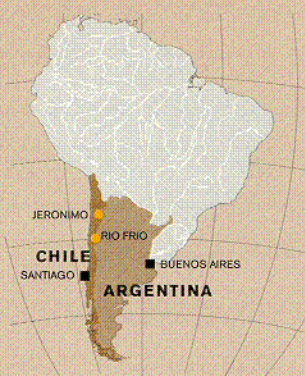 JERONIMO
RIO FRIO
CHILE
BUENOS AIRES
SANTIAGO
ARGENTINA